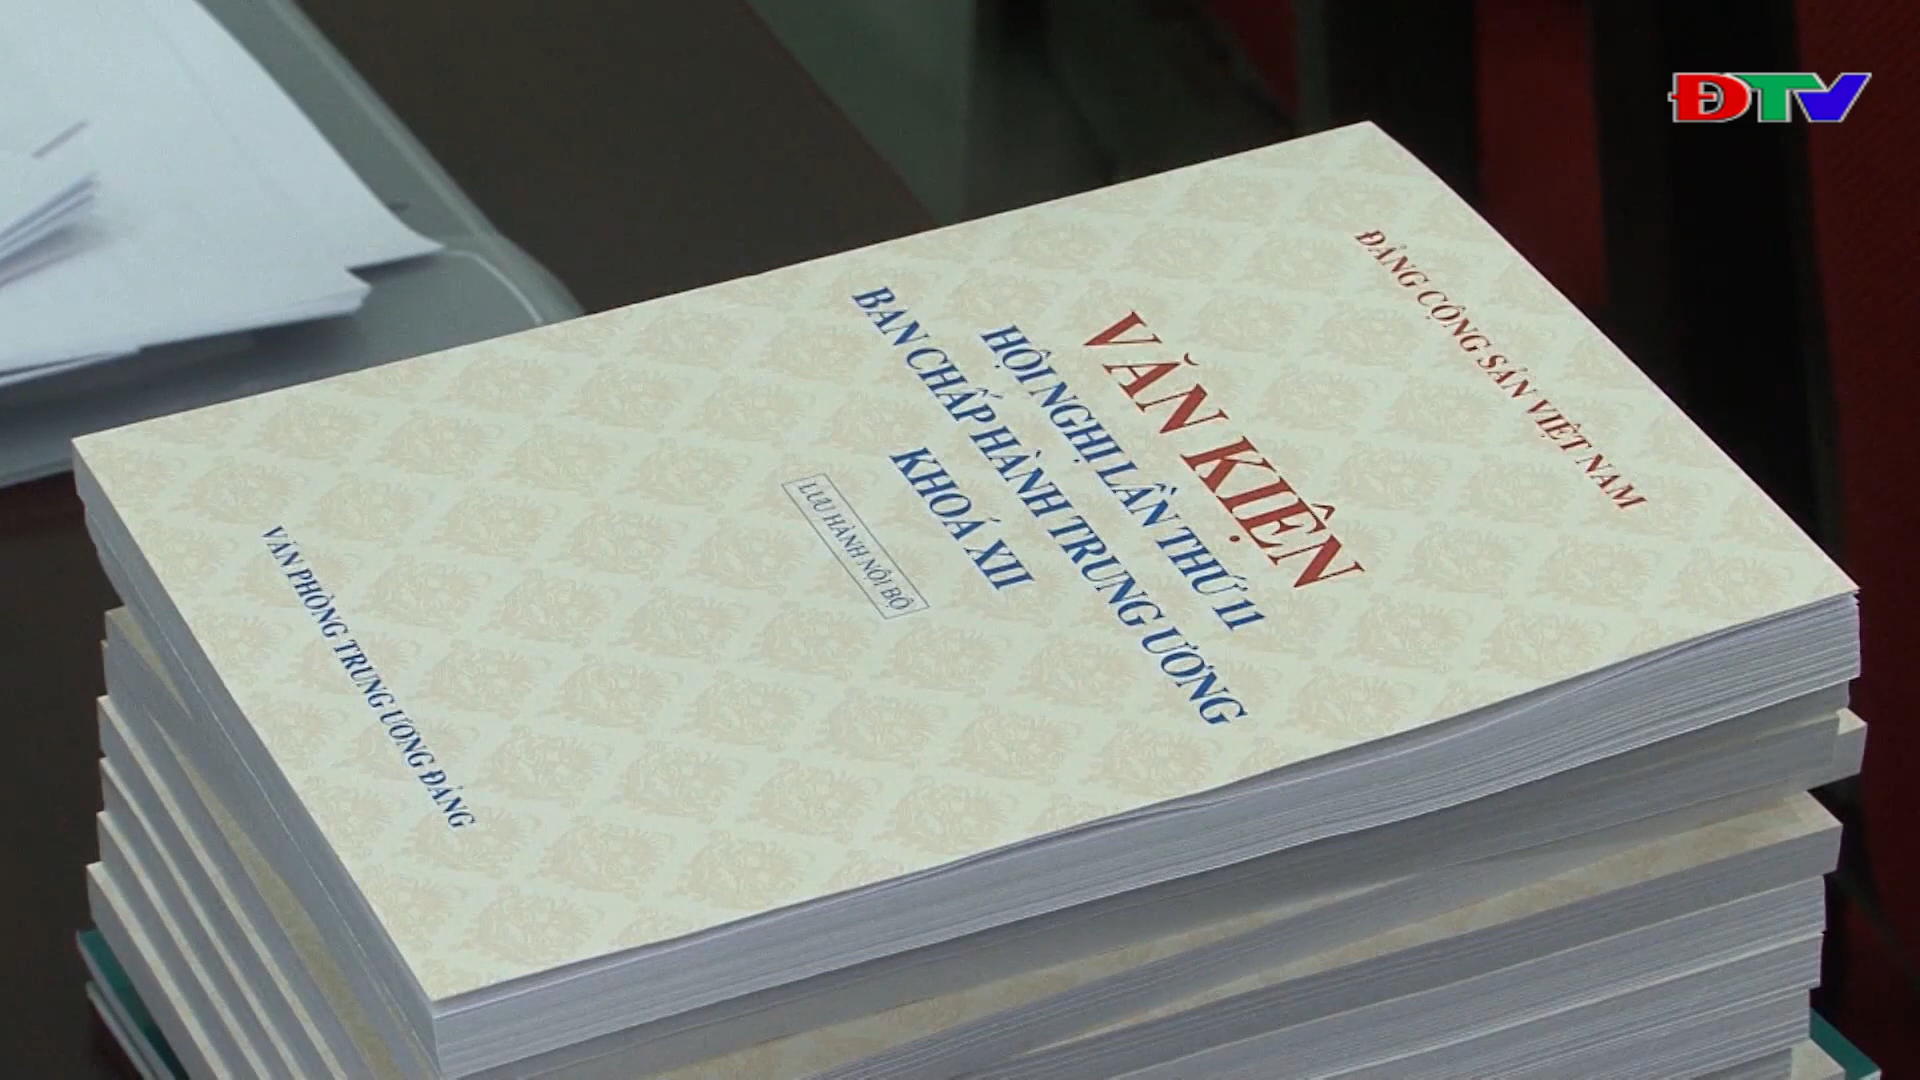 ĐTV
ĐẢNG CỘNG SẢN VIỆT NAM
VĂN KIỆN
HỘI NGHỊ LẦN THỨ 11
BAN CHẤP HÀNH TRUNG ƯƠNG
KHOÁ XII
LƯU HÀNH NỘI BỘ
VĂN PHÒNG TRUNG ƯƠNG ĐẢNG